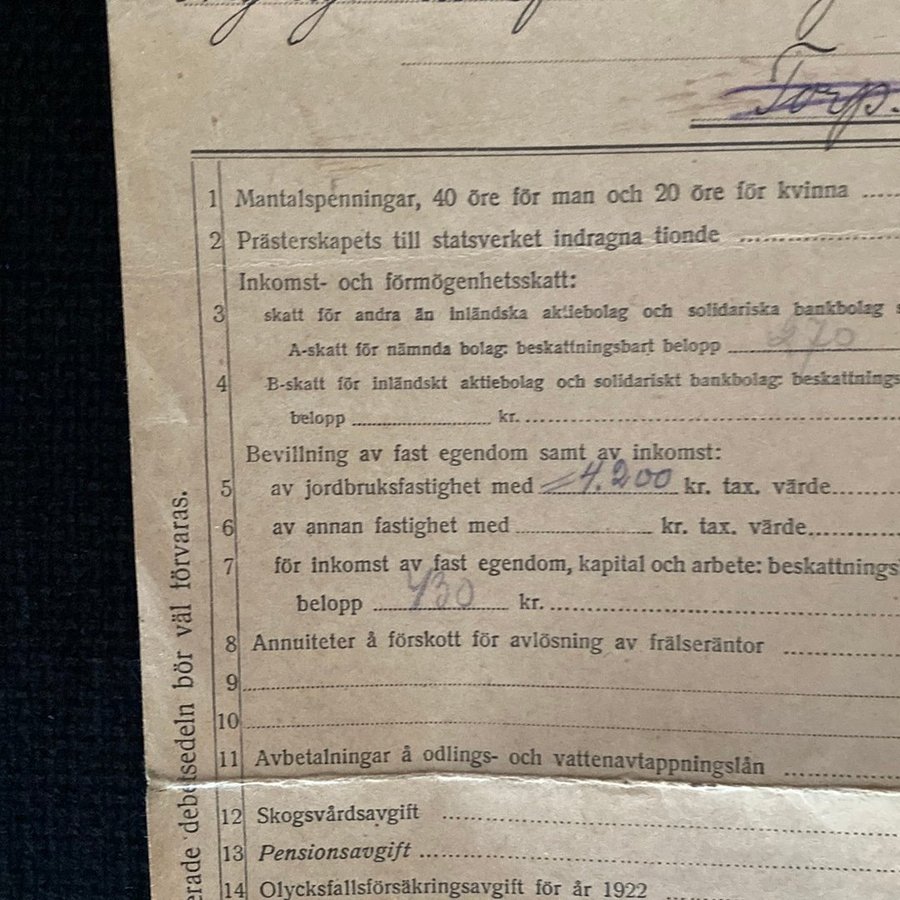 Torp.
1 Mantalspenningar, 40 öre för man och 20 öre för kvinna
2 Prästerskapets till statsverket indragna tionde
Inkomst- och förmögenhetsskatt:
3 skatt för andra än inländska aktiebolag och solidariska bankbolag
A-skatt för nämnda bolag: beskattningsbart belopp 270
4 B-skatt för inländskt aktiebolag och solidariskt bankbolag: beskattnings
belopp kr.
Bevillning av fast egendom samt av inkomst:
5 av jordbruksfastighet med 4.200 kr. tax. värde
6 av annan fastighet med kr. tax. värde
7 för inkomst av fast egendom, kapital och arbete: beskattnings
belopp 430 kr.
8 Annuiteter å förskott för avlösning av frälseräntor
9
10
11 Avbetalningar å odlings- och vattenavtappningslån
12 Skogsvårdsavgift
13 Pensionsavgift
14 Olycksfallsförsäkringsavgift för år 1922
erade debetsedeln bör väl förvaras.